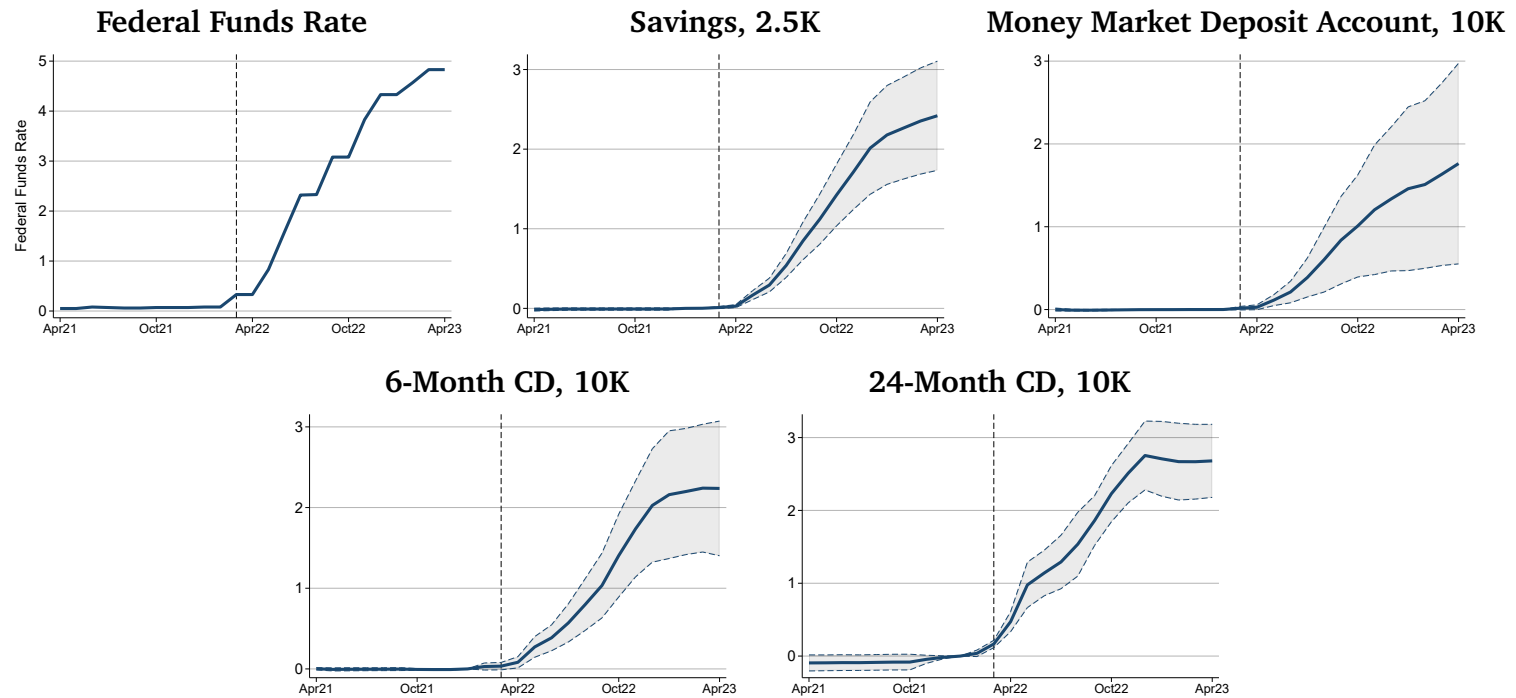 Federal Funds Rate
Federal Funds Rate
5
4
3
2
1
0
Apr21 Oct21 Apr22 Oct22 Apr23
Savings, 2.5K
3
2
1
0
Apr21 Oct21 Apr22 Oct22 Apr23
Money Market Deposit Account, 10K
3
2
1
0
Apr21 Oct21 Apr22 Oct22 Apr23
6-Month CD, 10K
3
2
1
0
Apr21 Oct21 Apr22 Oct22 Apr23
24-Month CD, 10K
3
2
1
0
Apr21 Oct21 Apr22 Oct22 Apr23